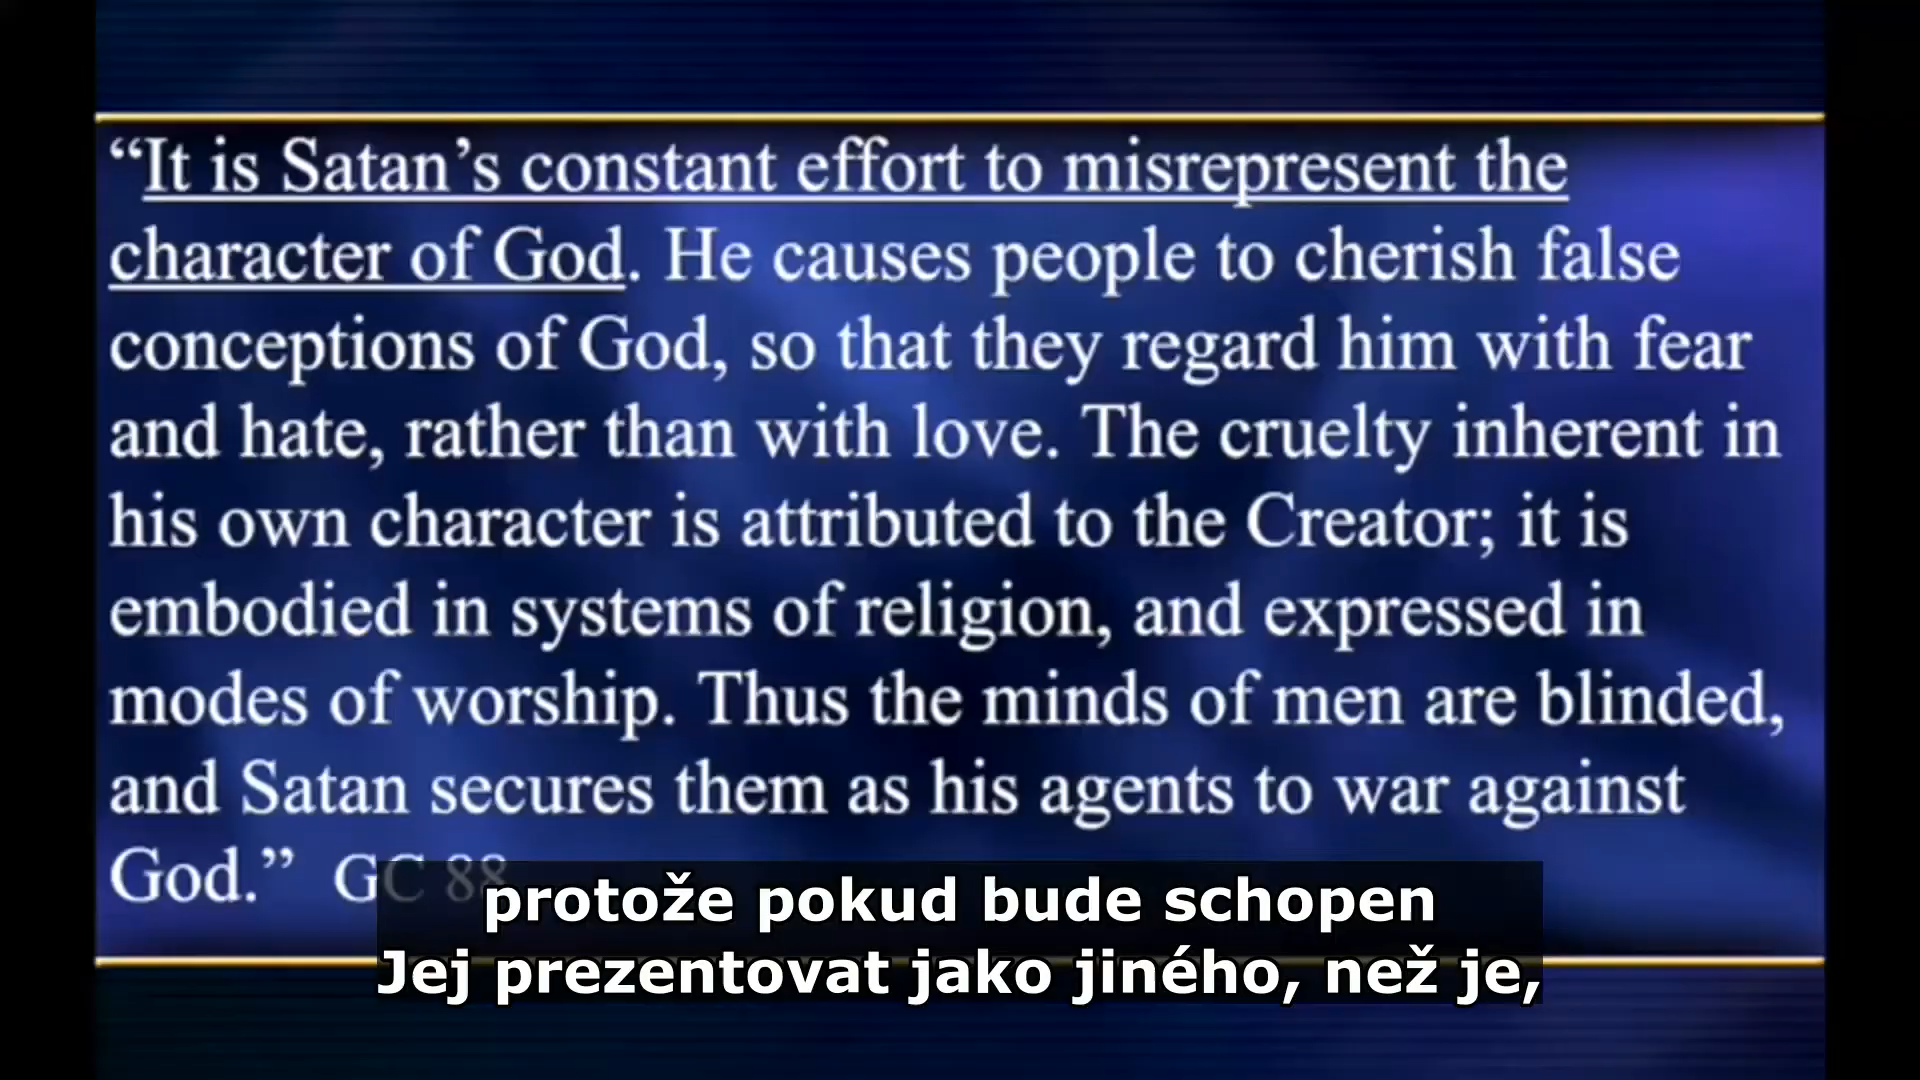 “It is Satan’s constant effort to misrepresent the
character of God. He causes people to cherish false
conceptions of God, so that they regard him with fear
and hate, rather than with love. The cruelty inherent in
his own character is attributed to the Creator; it is
embodied in systems of religion, and expressed in
modes of worship. Thus the minds of men are blinded,
and Satan secures them as his agents to war against
God.” GC 88
protože pokud bude schopen
Jej prezentovat jako jiného, než je,